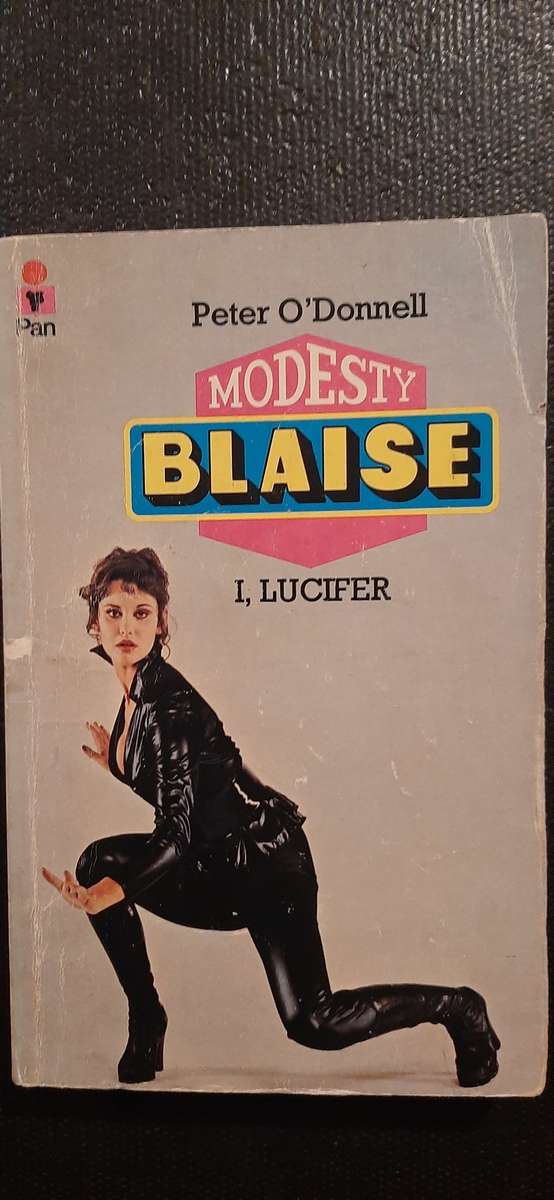 Pan
Peter O'Donnell
MODESTY
BLAISE
I, LUCIFER